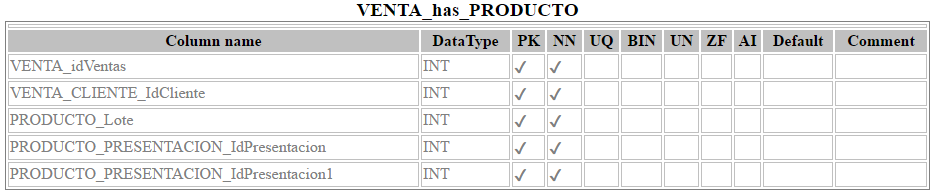 VENTA_has_PRODUCTO
Column name DataType PK NN UQ BIN UN ZF AI Default Comment
VENTA_idVentas INT ✓ ✓
VENTA_CLIENTE_IdCliente INT ✓ ✓
PRODUCTO_Lote INT ✓ ✓
PRODUCTO_PRESENTACION_IdPresentacion INT ✓ ✓
PRODUCTO_PRESENTACION_IdPresentacion1 INT ✓ ✓